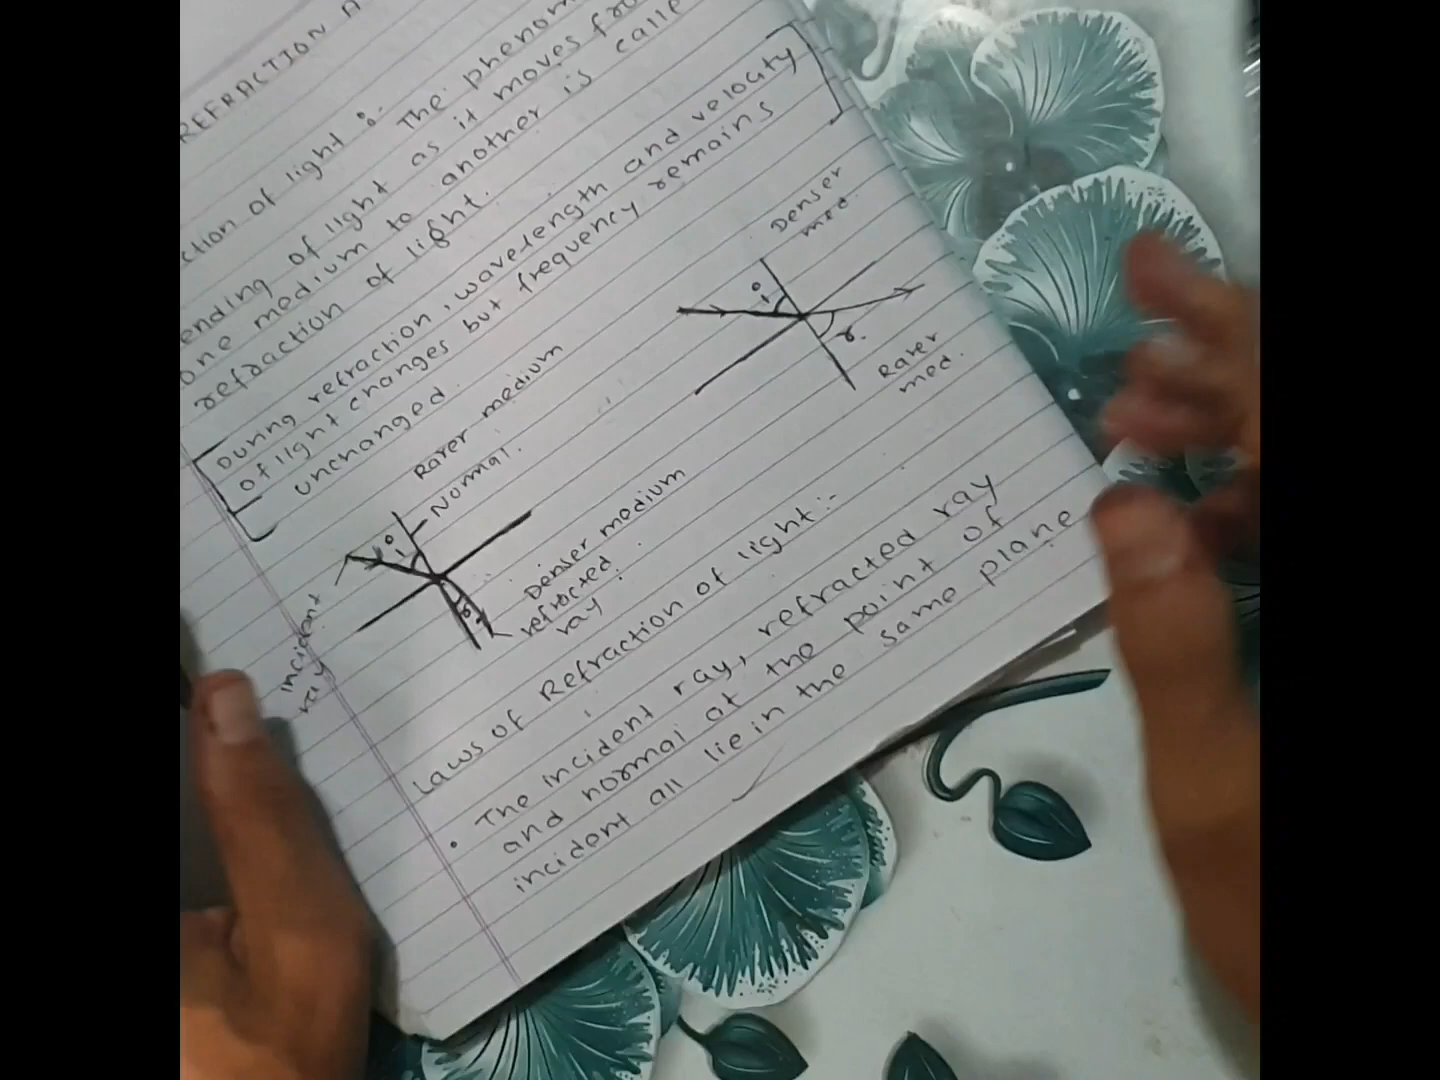 REFRACTION
ction of light :- The phenom
ending of light as it moves fro
one medium to another is calle
refraction of light.
During refraction, wavelength and velocity
of light changes but frequency remains
unchanged.
Denser
med.
i
r.
Rarer
med.
Rarer medium
Normal.
i
r
Denser medium
refracted
ray
incident
ray
Laws of Refraction of light :-
• The incident ray, refracted ray
and normal at the point of
incident all lie in the same plane